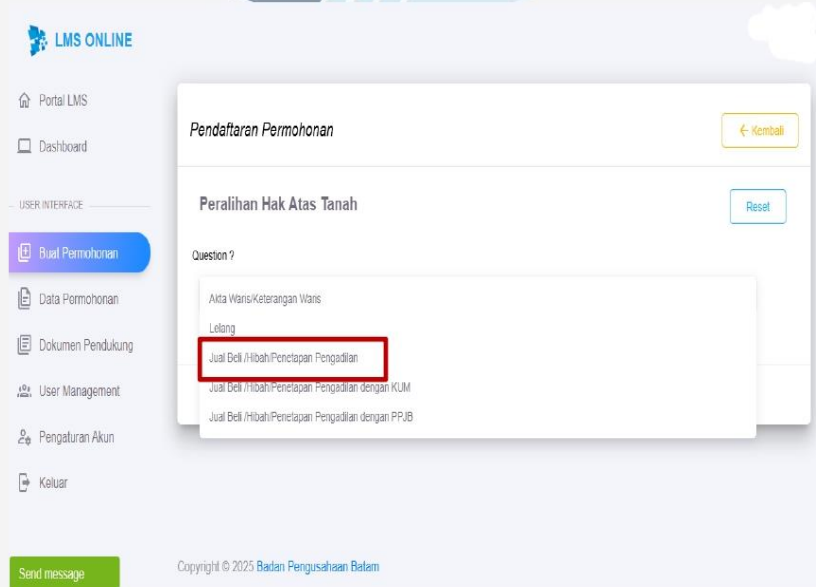 LMS ONLINE
Portal LMS
Dashboard
USER INTERFACE
Buat Permohonan
Data Permohonan
Dokumen Pendukung
User Management
Pengaturan Akun
Keluar
Send message
Pendaftaran Permohonan
Kembali
Peralihan Hak Atas Tanah
Reset
Question ?
Akta Waris/Keterangan Waris
Lelang
Jual Beli /Hibah/Penetapan Pengadilan
Jual Beli /Hibah/Penetapan Pengadilan dengan KUM
Jual Beli /Hibah/Penetapan Pengadilan dengan PPJB
Copyright © 2025 Badan Pengusahaan Batam